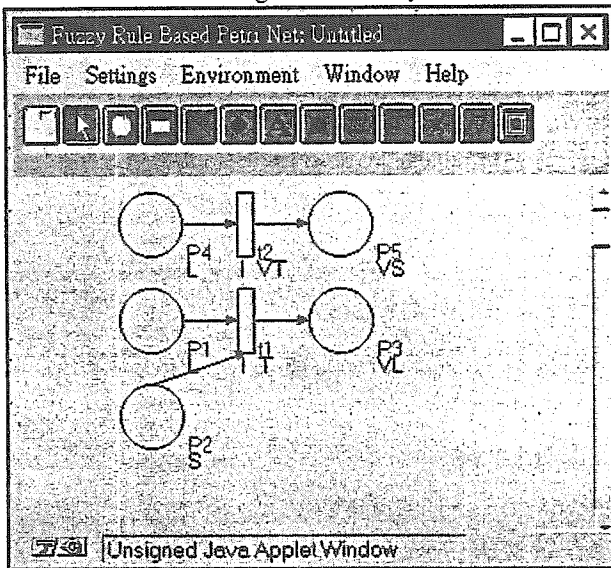 Fuzzy Rule Based Petri Net: Untitled
File Settings Environment Window Help
P4 t2 P5
L VT VS
P1 t1 P3
T VL
P2
S
Unsigned Java Applet Window